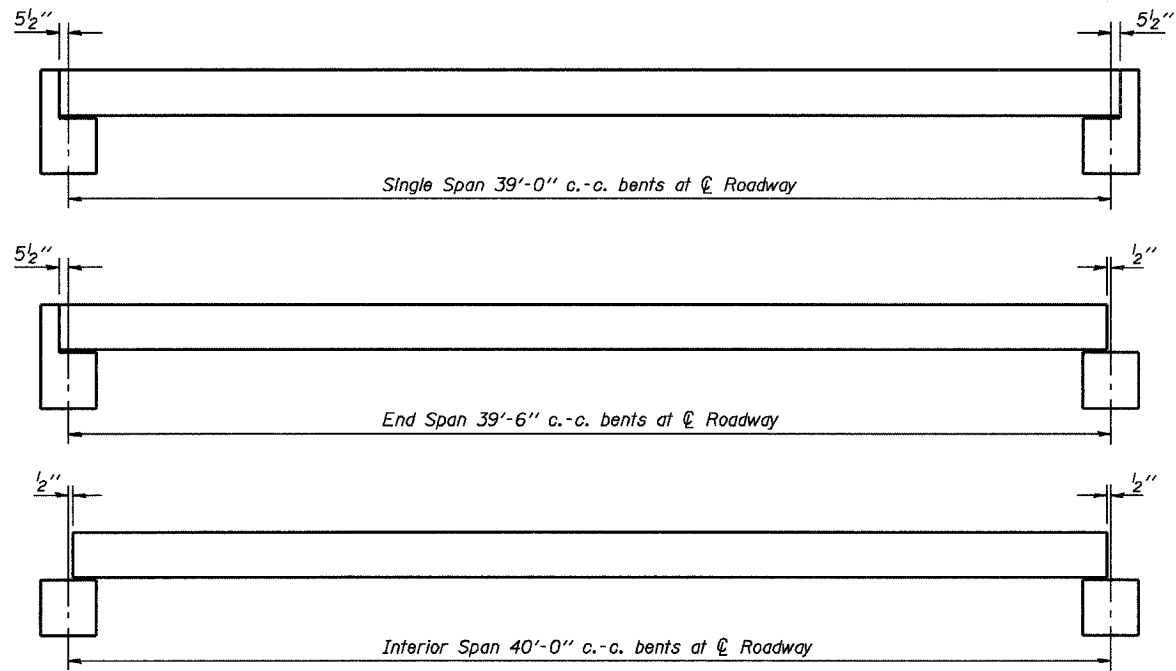 5½" 5½"
Single Span 39'-0" c.-c. bents at ℄ Roadway
5½" ½"
End Span 39'-6" c.-c. bents at ℄ Roadway
½" ½"
Interior Span 40'-0" c.-c. bents at ℄ Roadway